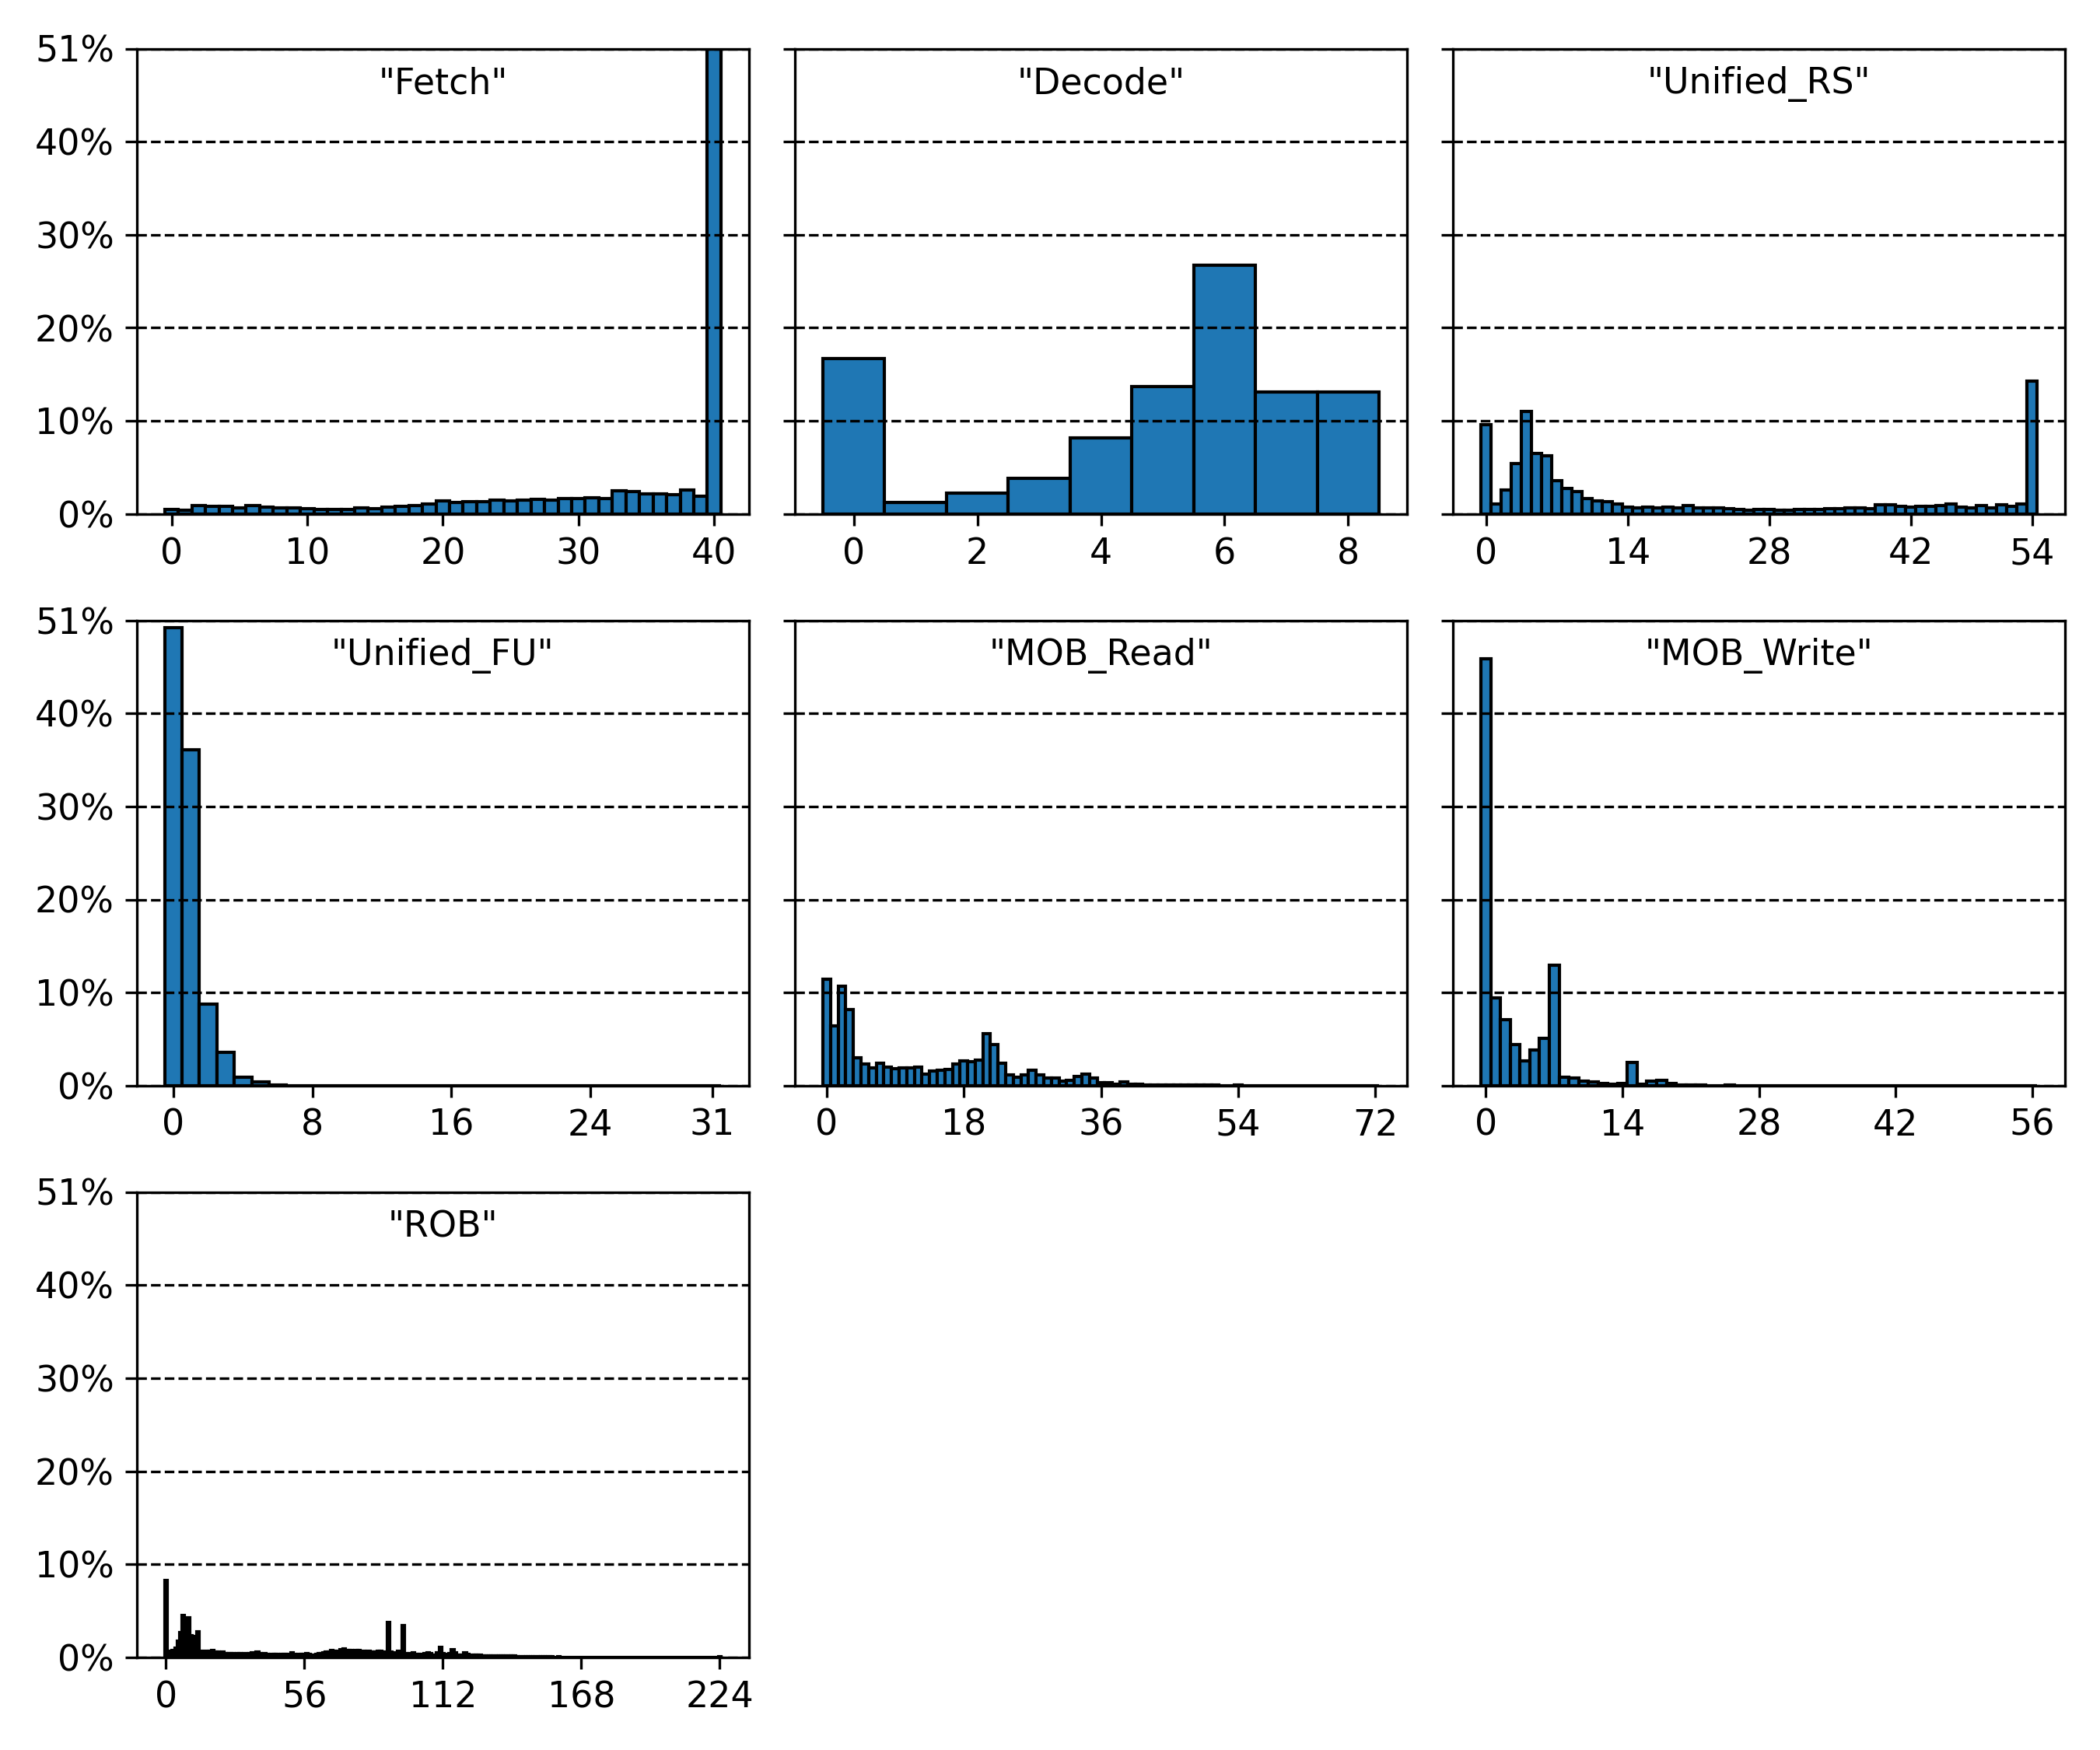 51%
40%
30%
20%
10%
0%
"Fetch"
0 10 20 30 40
"Decode"
0 2 4 6 8
"Unified_RS"
0 14 28 42 54
51%
40%
30%
20%
10%
0%
"Unified_FU"
0 8 16 24 31
"MOB_Read"
0 18 36 54 72
"MOB_Write"
0 14 28 42 56
51%
40%
30%
20%
10%
0%
"ROB"
0 56 112 168 224